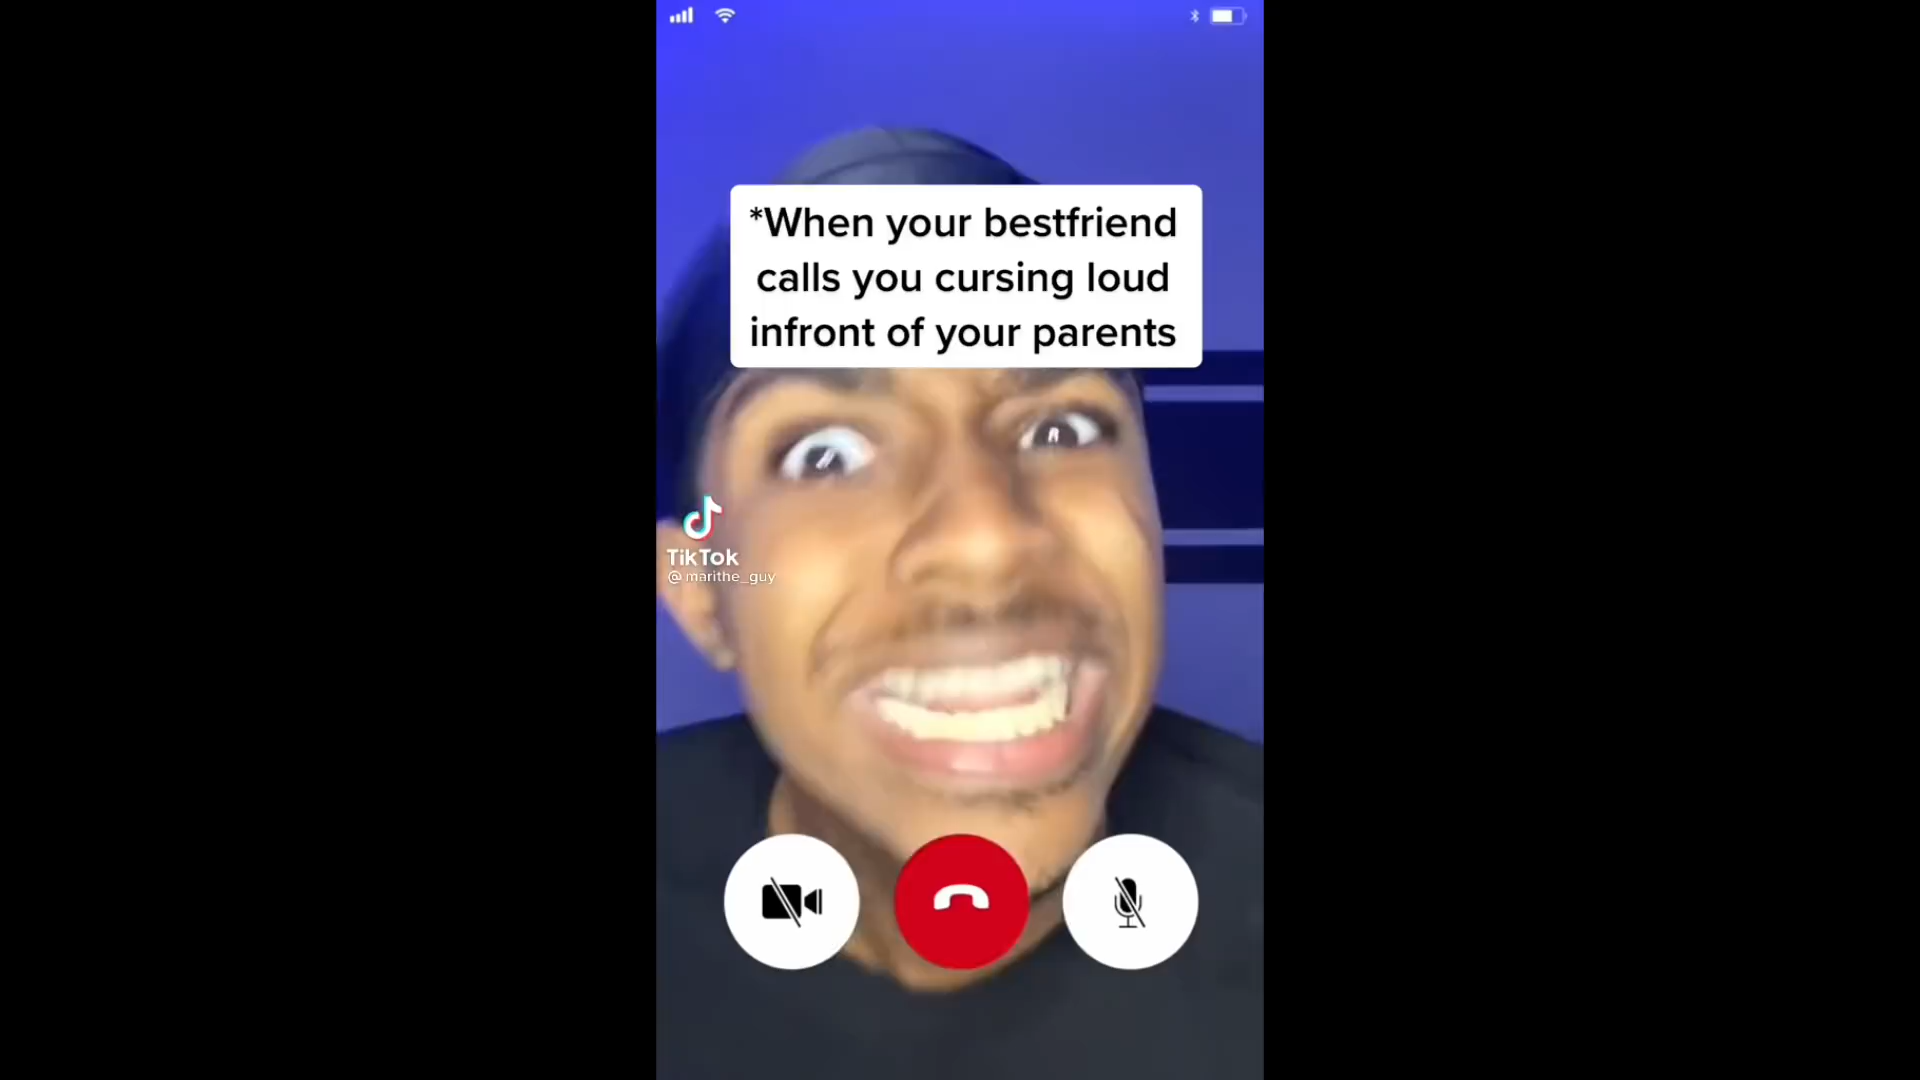 *When your bestfriend
calls you cursing loud
infront of your parents
TikTok
@marithe_guy